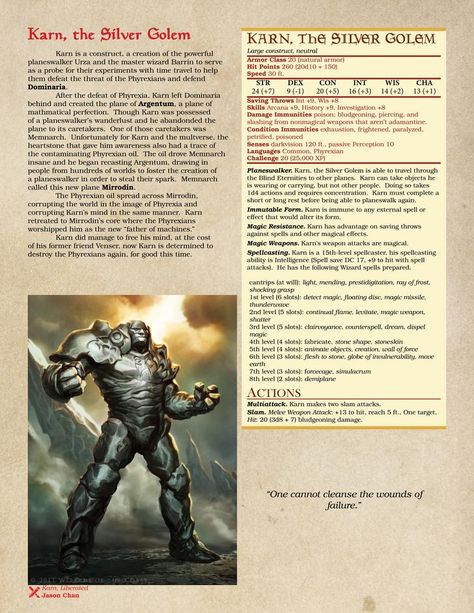 Karn, the Silver Golem
Karn is a construct, a creation of the powerful
planeswalker Urza and the master wizard Barrin to serve
as a probe for their experiments with time travel to help
them defeat the threat of the Phyrexians and defend
Dominaria.
After the defeat of Phyrexia, Karn left Dominaria
behind and created the plane of Argentum, a plane of
mathmatical perfection. Though Karn was possessed
of a planeswalker's wanderlust and he abandoned the
plane to its caretakers. One of those caretakers was
Memnarch. Unfortunately for Karn and the multiverse, the
heartstone that gave him awareness also had a trace of
the contaminating Phyrexian oil. The oil drove Memnarch
insane and he began recasting Argentum, drawing in
people from hundreds of worlds to foster the creation of
a planeswalker in order to steal their spark. Memnarch
called this new plane Mirrodin.
The Phyrexian oil spread across Mirrodin,
corrupting the world in the image of Phyrexia and
corrupting Karn's mind in the same manner. Karn
retreated to Mirrodin's core where the Phyrexians
worshipped him as the new "father of machines."
Karn did manage to free his mind, at the cost
of his former friend Venser. now Karn is determined to
destroy the Phyrexians again, for good this time.
KARN, THE SILVER GOLEM
Large construct, neutral
Armor Class 20 (natural armor)
Hit Points 260 (20d10 + 150)
Speed 30 ft.
STR DEX CON INT WIS CHA
24 (+7) 9 (-1) 20 (+5) 16 (+3) 14 (+2) 13 (+1)
Saving Throws Int +9, Wis +8
Skills Arcana +9, History +9, Investigation +8
Damage Immunities poison; bludgeoning, piercing, and
slashing from nonmagical weapons that aren't adamantine.
Condition Immunities exhaustion, frightened, paralyzed,
petrified, poisoned
Senses darkvision 120 ft., passive Perception 10
Languages Common, Phyrexian
Challenge 20 (25,000 XP)
Planeswalker. Karn, the Silver Golem is able to travel through
the Blind Eternities to other planes. Karn can take objects he
is wearing or carrying, but not other people. Doing so takes
1d4 actions and requires concentration. Karn must complete a
short or long rest before being able to planeswalk again.
Immutable Form. Karn is immune to any external spell or
effect that would alter its form.
Magic Resistance. Karn has advantage on saving throws
against spells and other magical effects.
Magic Weapons. Karn's weapon attacks are magical.
Spellcasting. Karn is a 15th-level spellcaster, his spellcasting
ability is Intelligence (Spell save DC 17, +9 to hit with spell
attacks). He has the following Wizard spells prepared.
cantrips (at will): light, mending, prestidigitation, ray of frost,
shocking grasp
1st level (6 slots): detect magic, floating disc, magic missile,
thunderwave
2nd level (5 slots): continual flame, levitate, magic weapon,
shatter
3rd level (5 slots): clairvoyance, counterspell, dream, dispel
magic
4th level (4 slots): fabricate, stone shape, stoneskin
5th level (4 slots): animate objects, creation, wall of force
6th level (3 slots): flesh to stone, globe of invulnerability, move
earth
7th level (3 slots): forcecage, simulacrum
8th level (2 slots): demiplane
ACTIONS
Multiattack. Karn makes two slam attacks.
Slam. Melee Weapon Attack: +13 to hit, reach 5 ft., One target.
Hit: 20 (3d8 + 7) bludgeoning damage.
"One cannot cleanse the wounds of
failure."
Karn, Liberated
Jason Chan